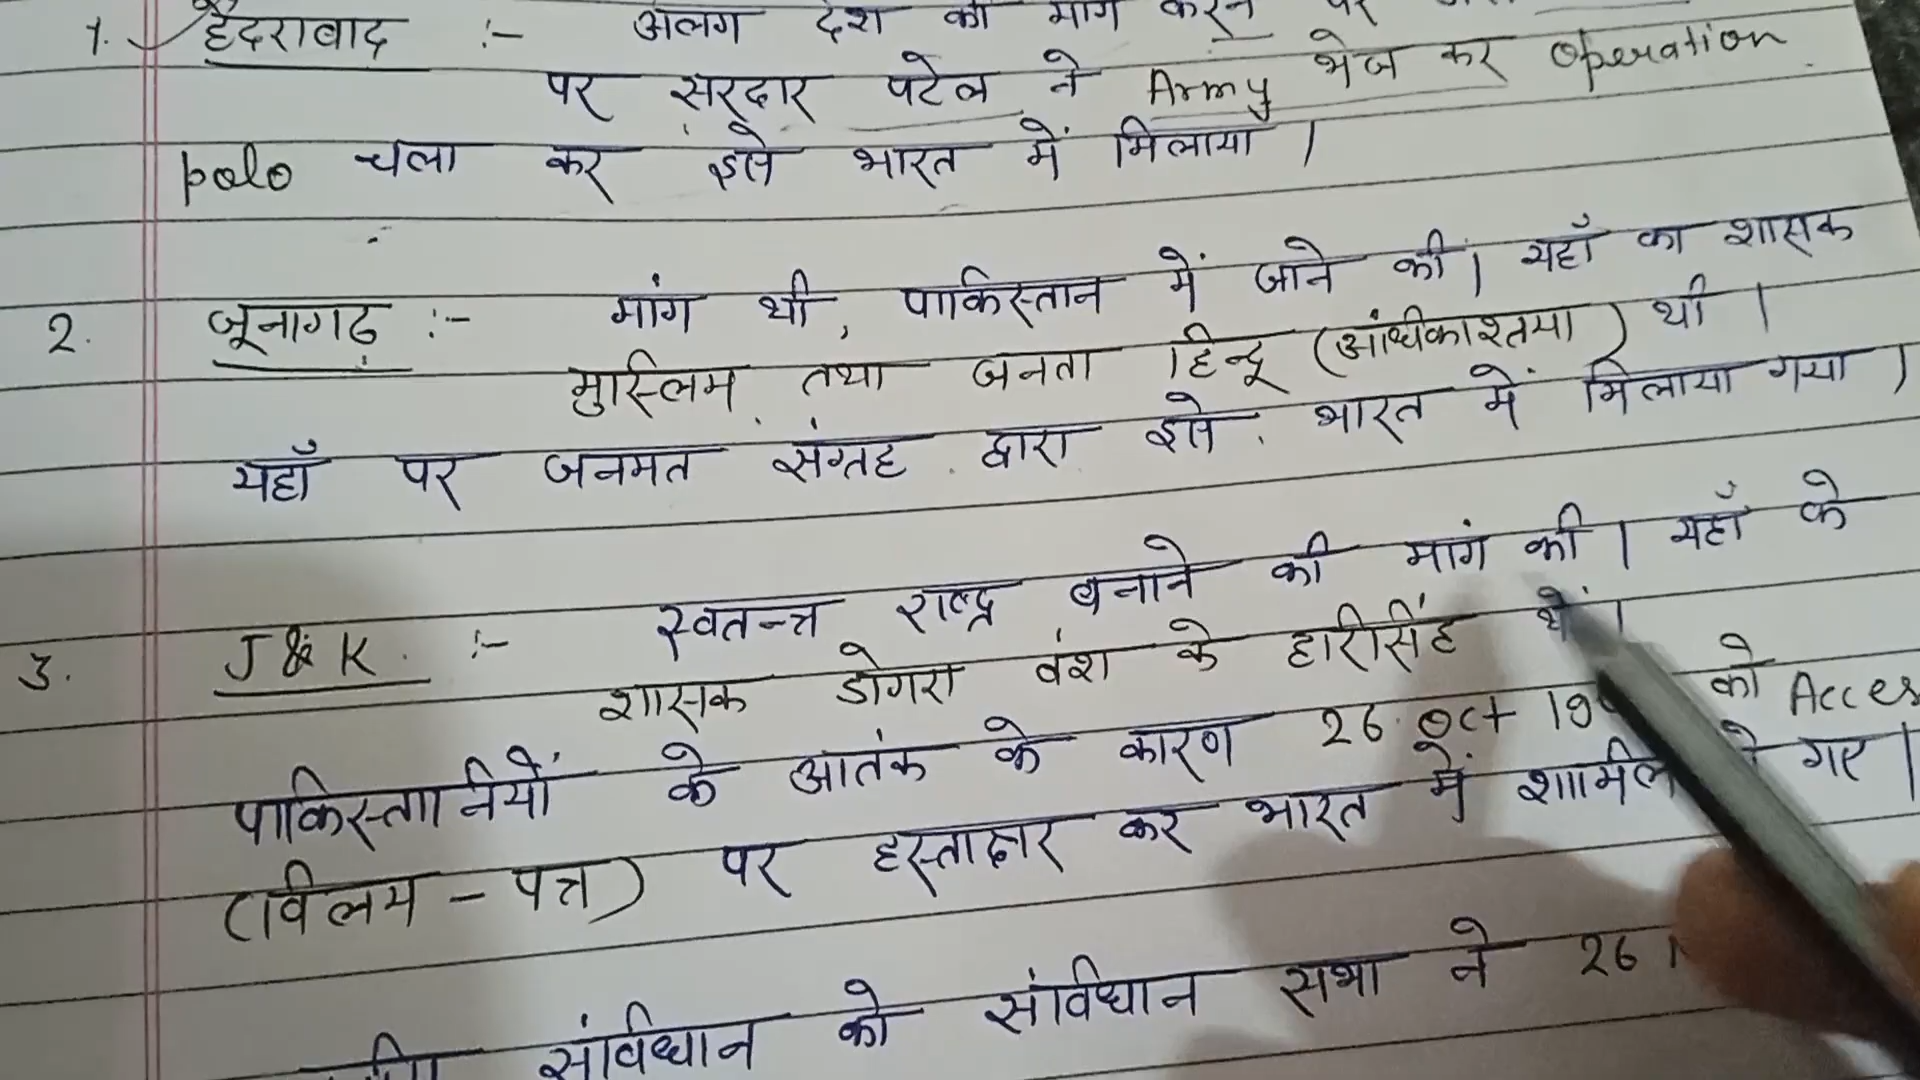 1. हैदराबाद :- अलग देश की मांग करने पर
पर सरदार पटेल ने Army भेज कर operation
polo चला कर इसे भारत में मिलाया ।
2. जूनागढ़ :- मांग थी, पाकिस्तान में जाने की । यहाँ का शासक
मुस्लिम तथा जनता हिन्दू (अधिकाशतया) थी ।
यहाँ पर जनमत संग्रह द्वारा इसे भारत में मिलाया गया ।
3. J & K. :- स्वतन्त्र राष्ट्र बनाने की मांग की । यहाँ के
शासक डोगरा वंश के हारीसिंह थे ।
पाकिस्तानियों के आतंक के कारण 26 Oct को
(विलय - पत्र) पर हस्ताक्षर कर भारत में शामिल गए ।
संविधान को संविधान सभा ने 26